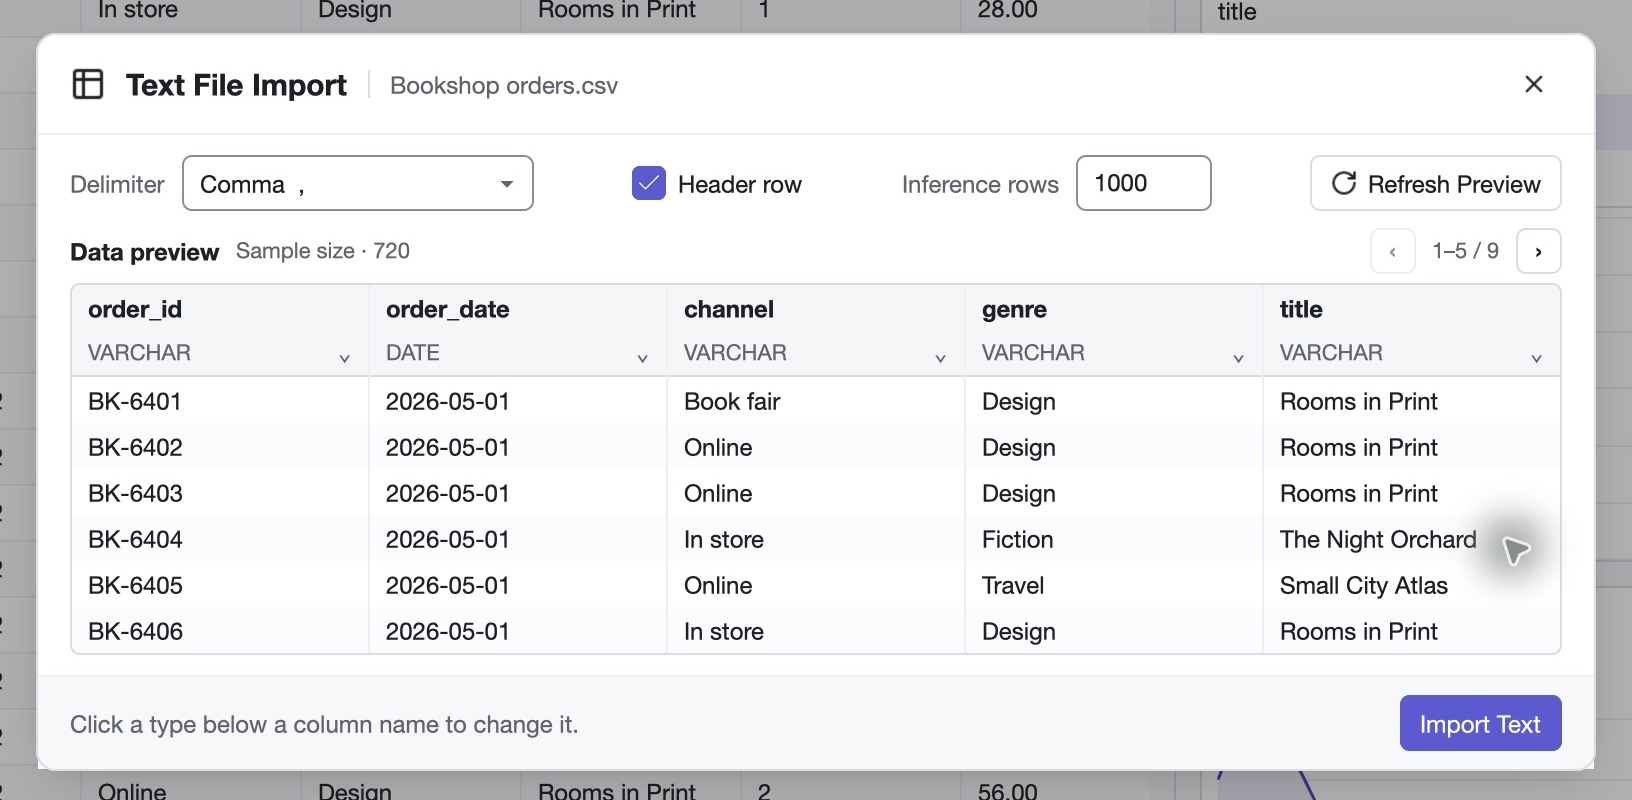 In store Design Rooms in Print 1 28.00 title
Text File Import Bookshop orders.csv
Delimiter Comma , Header row Inference rows 1000 Refresh Preview
Data preview Sample size · 720 ‹ 1–5 / 9 ›
order_id order_date channel genre title
VARCHAR DATE VARCHAR VARCHAR VARCHAR
BK-6401 2026-05-01 Book fair Design Rooms in Print
BK-6402 2026-05-01 Online Design Rooms in Print
BK-6403 2026-05-01 Online Design Rooms in Print
BK-6404 2026-05-01 In store Fiction The Night Orchard
BK-6405 2026-05-01 Online Travel Small City Atlas
BK-6406 2026-05-01 In store Design Rooms in Print
Click a type below a column name to change it. Import Text
Online Design Rooms in Print 2 56.00